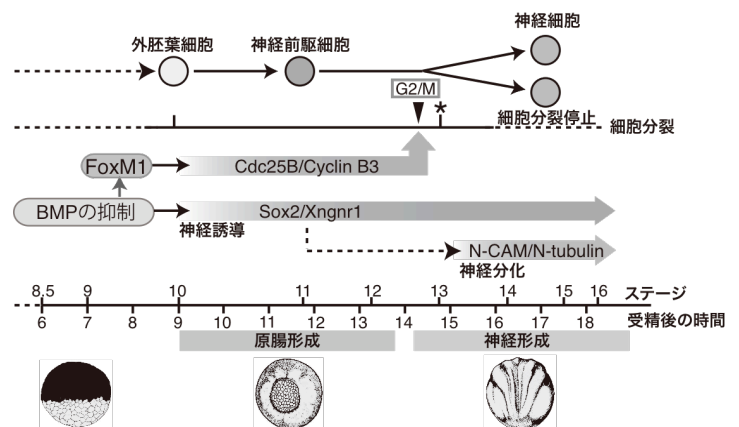 神経細胞
外胚葉細胞
神経前駆細胞
G2/M
*
細胞分裂停止
細胞分裂
FoxM1
Cdc25B/Cyclin B3
BMPの抑制
Sox2/Xngnr1
神経誘導
N-CAM/N-tubulin
神経分化
8.5 9 10 11 12 13 14 15 16 ステージ
6 7 8 9 10 11 12 13 14 15 16 17 18 受精後の時間
原腸形成 神経形成